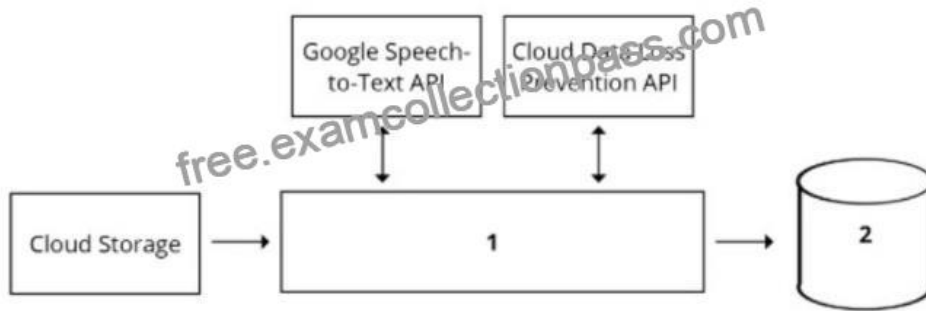 Google Speech-
to-Text API
Cloud Data Loss
Prevention API
free.examcollectionpass.com
Cloud Storage
1
2